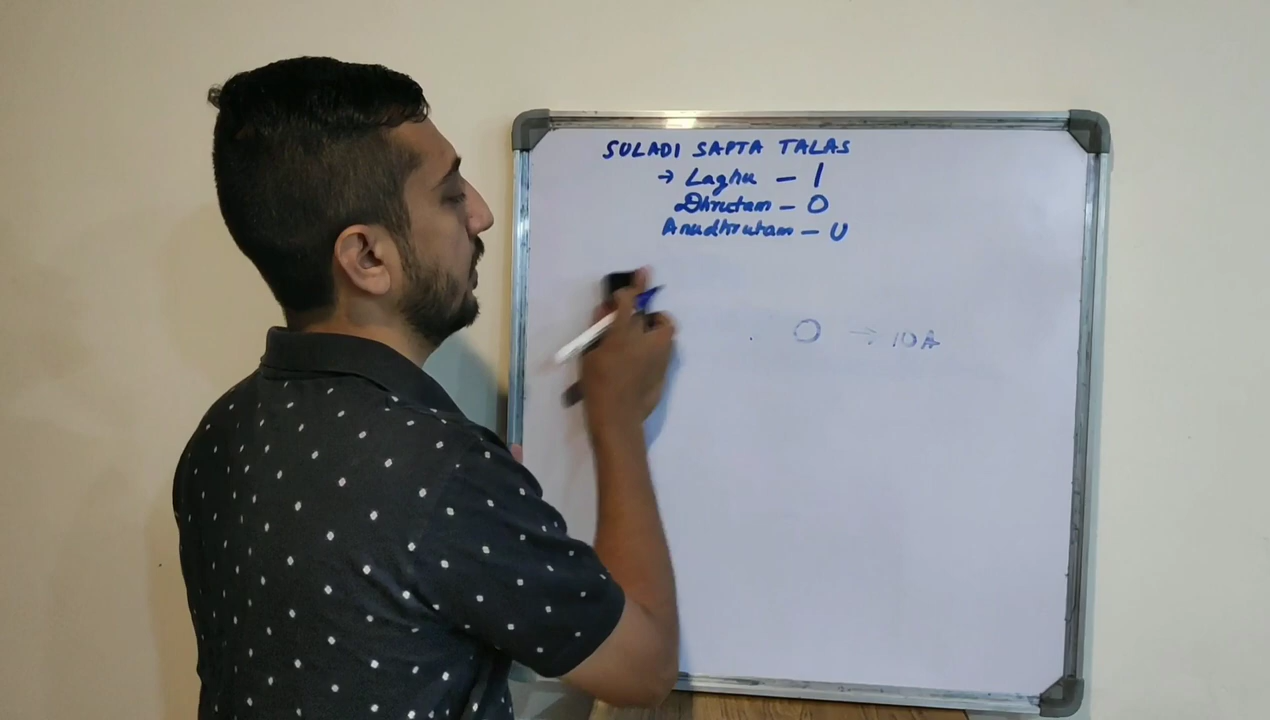 SULADI SAPTA TALAS
→ Laghu – |
Dhrutam – O
Anudhrutam – U
O → 10A